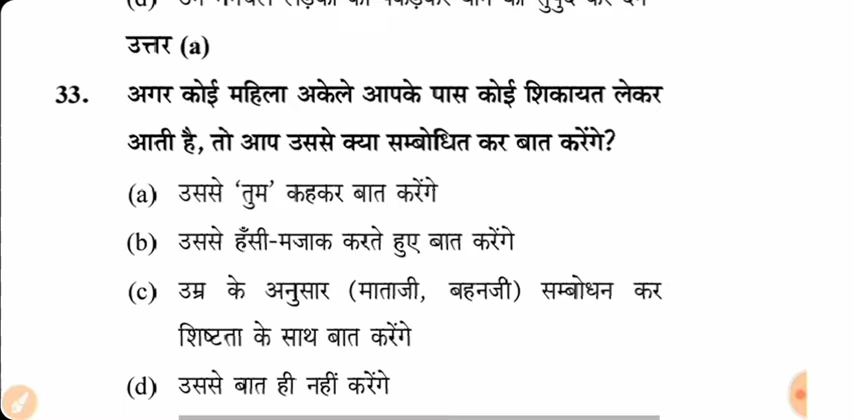 उत्तर (a)
33. अगर कोई महिला अकेले आपके पास कोई शिकायत लेकर
आती है, तो आप उससे क्या सम्बोधित कर बात करेंगे?
(a) उससे ‘तुम’ कहकर बात करेंगे
(b) उससे हँसी-मजाक करते हुए बात करेंगे
(c) उम्र के अनुसार (माताजी, बहनजी) सम्बोधन कर
शिष्टता के साथ बात करेंगे
(d) उससे बात ही नहीं करेंगे